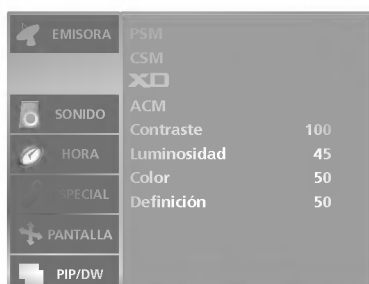 EMISORA
SONIDO
HORA
SPECIAL
PANTALLA
PIP/DW
PSM
CSM
XD
ACM
Contraste 100
Luminosidad 45
Color 50
Definición 50